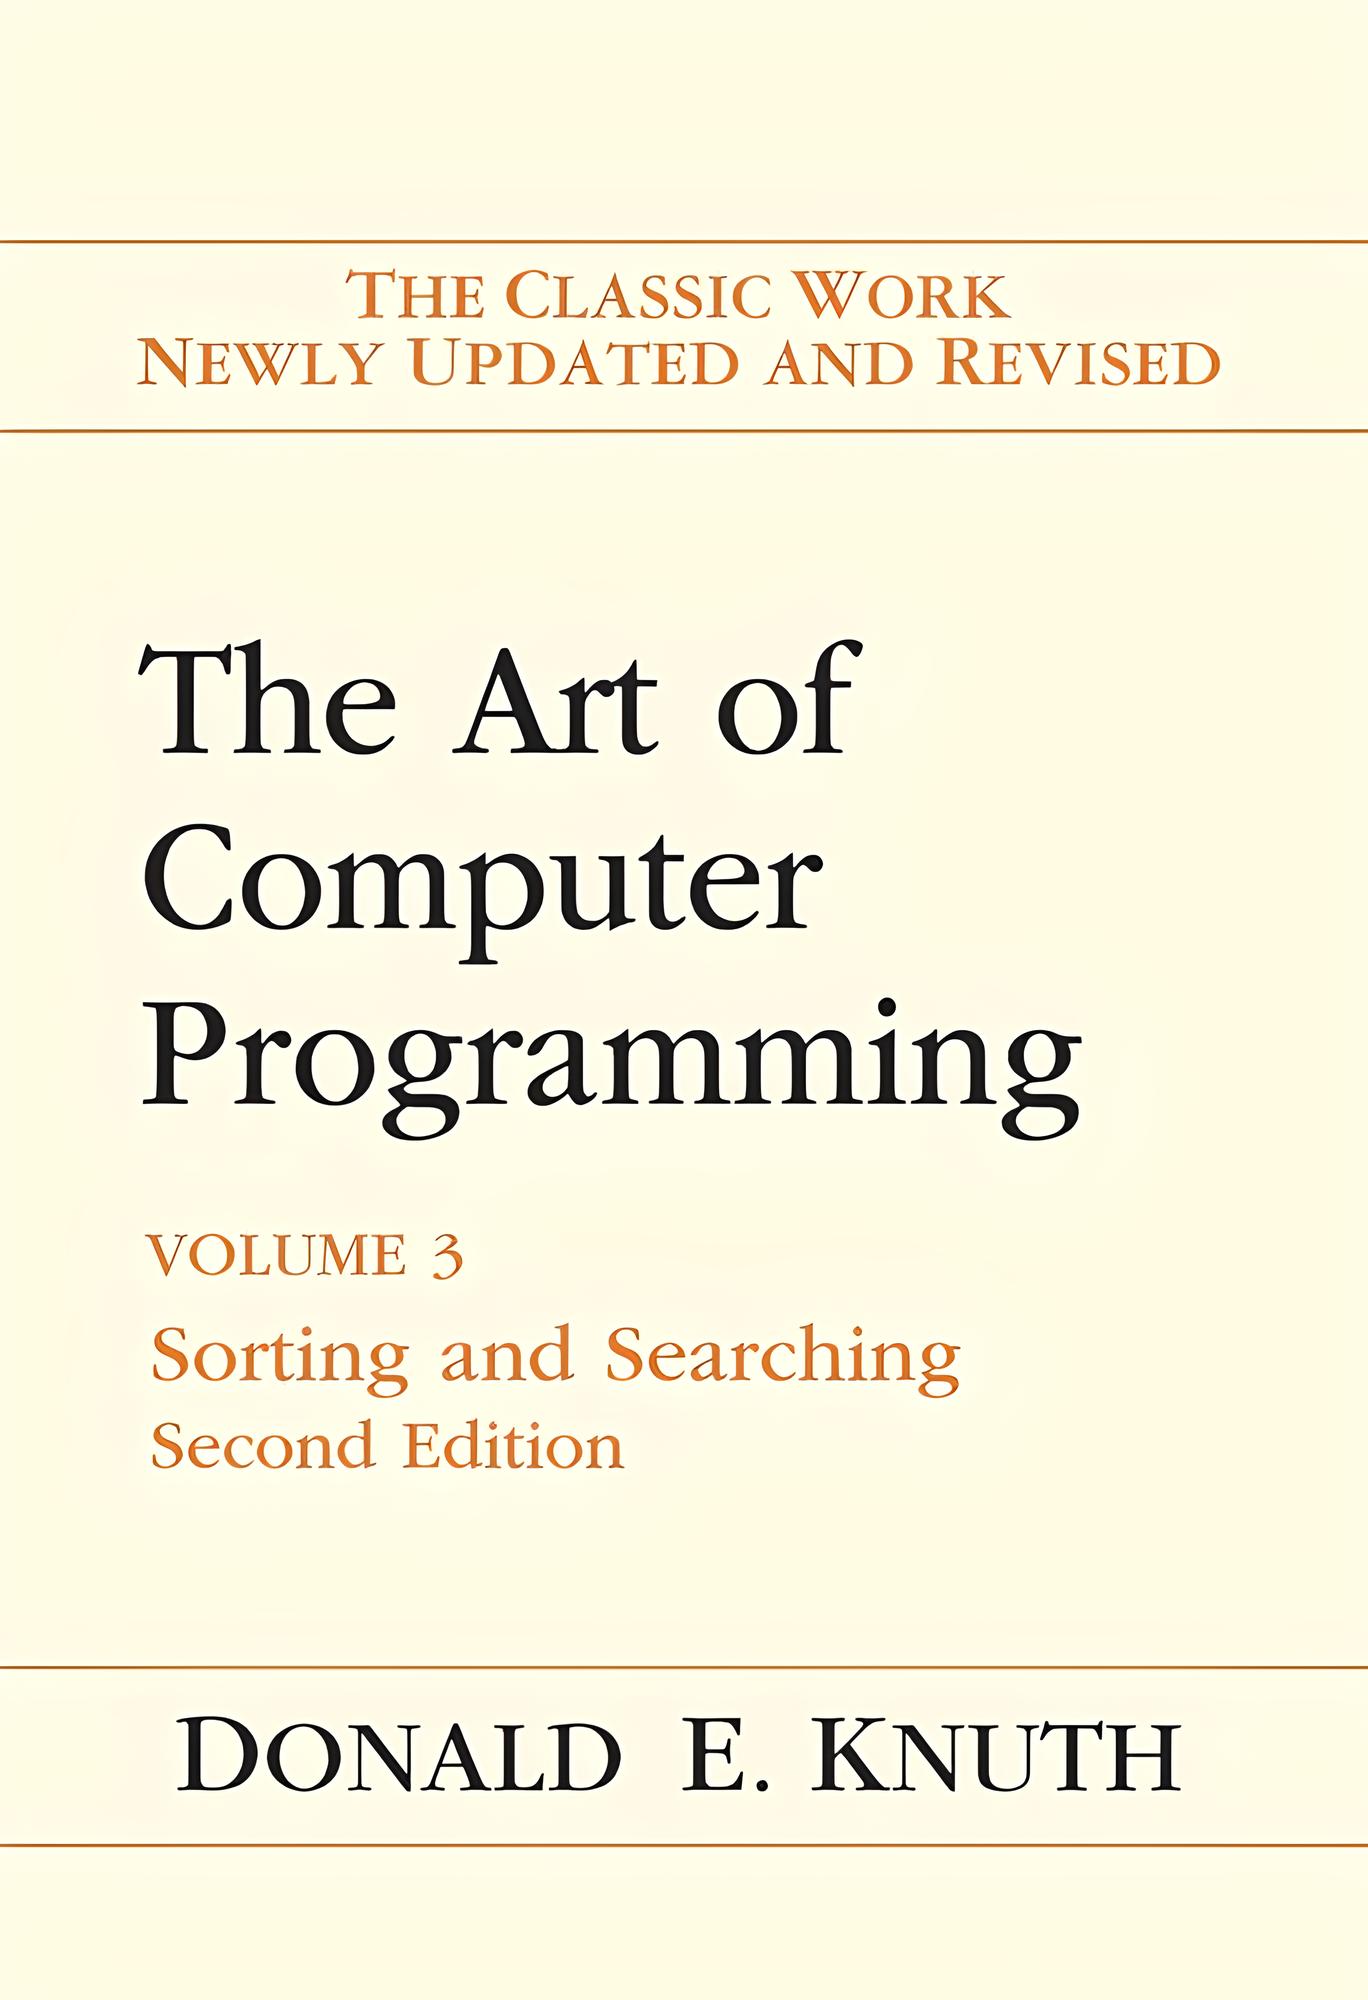 THE CLASSIC WORK
NEWLY UPDATED AND REVISED
The Art of
Computer
Programming
VOLUME 3
Sorting and Searching
Second Edition
DONALD E. KNUTH